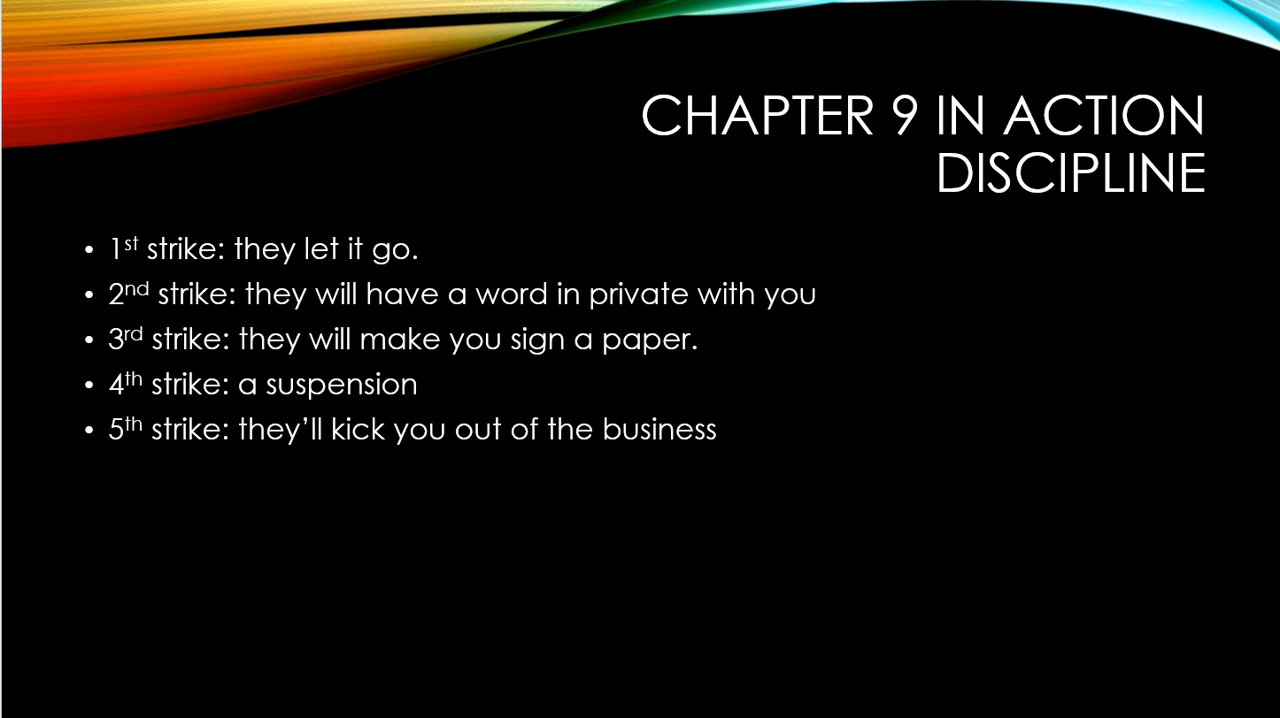 CHAPTER 9 IN ACTION
DISCIPLINE
• 1st strike: they let it go.
• 2nd strike: they will have a word in private with you
• 3rd strike: they will make you sign a paper.
• 4th strike: a suspension
• 5th strike: they’ll kick you out of the business